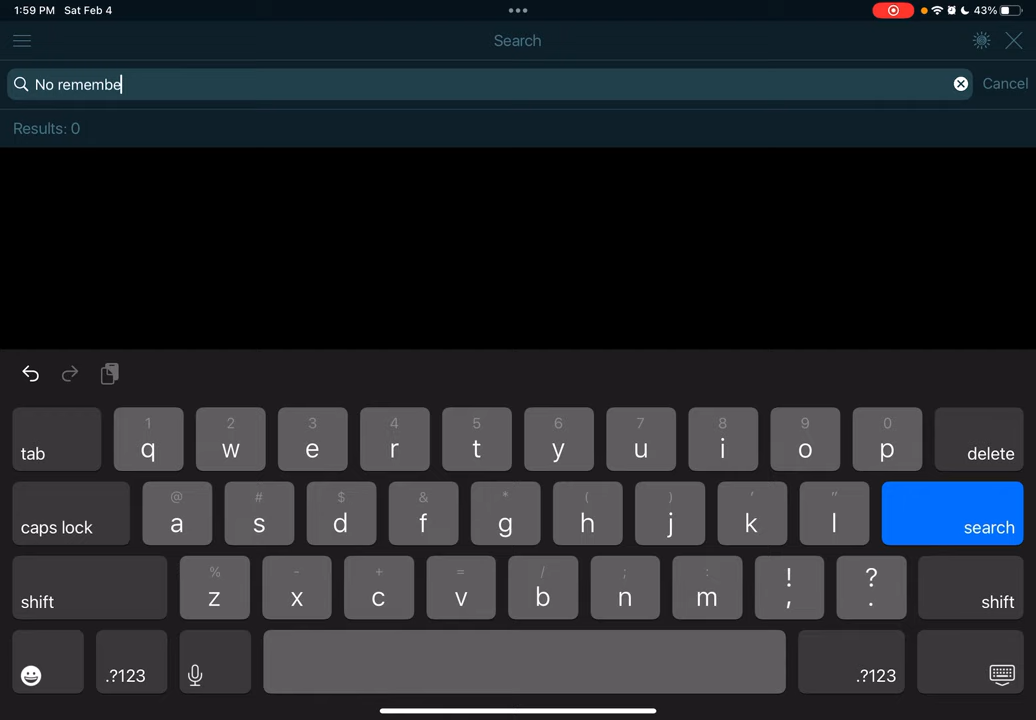 1:59 PM Sat Feb 4
43%
Search
No remembe
Cancel
Results: 0
1 2 3 4 5 6 7 8 9 0
tab q w e r t y u i o p delete
@ # $ & * ( ) ' "
caps lock a s d f g h j k l search
% - + = / ; : ! ?
shift z x c v b n m , . shift
.?123 .?123